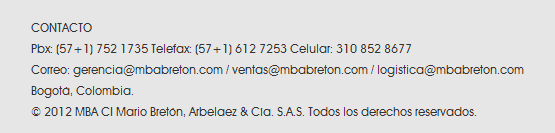 CONTACTO
Pbx: (57+1) 752 1735 Telefax: (57+1) 612 7253 Celular: 310 852 8677
Correo: gerencia@mbabreton.com / ventas@mbabreton.com / logistica@mbabreton.com
Bogotá, Colombia.
© 2012 MBA CI Mario Bretón, Arbelaez & Cía. S.A.S. Todos los derechos reservados.